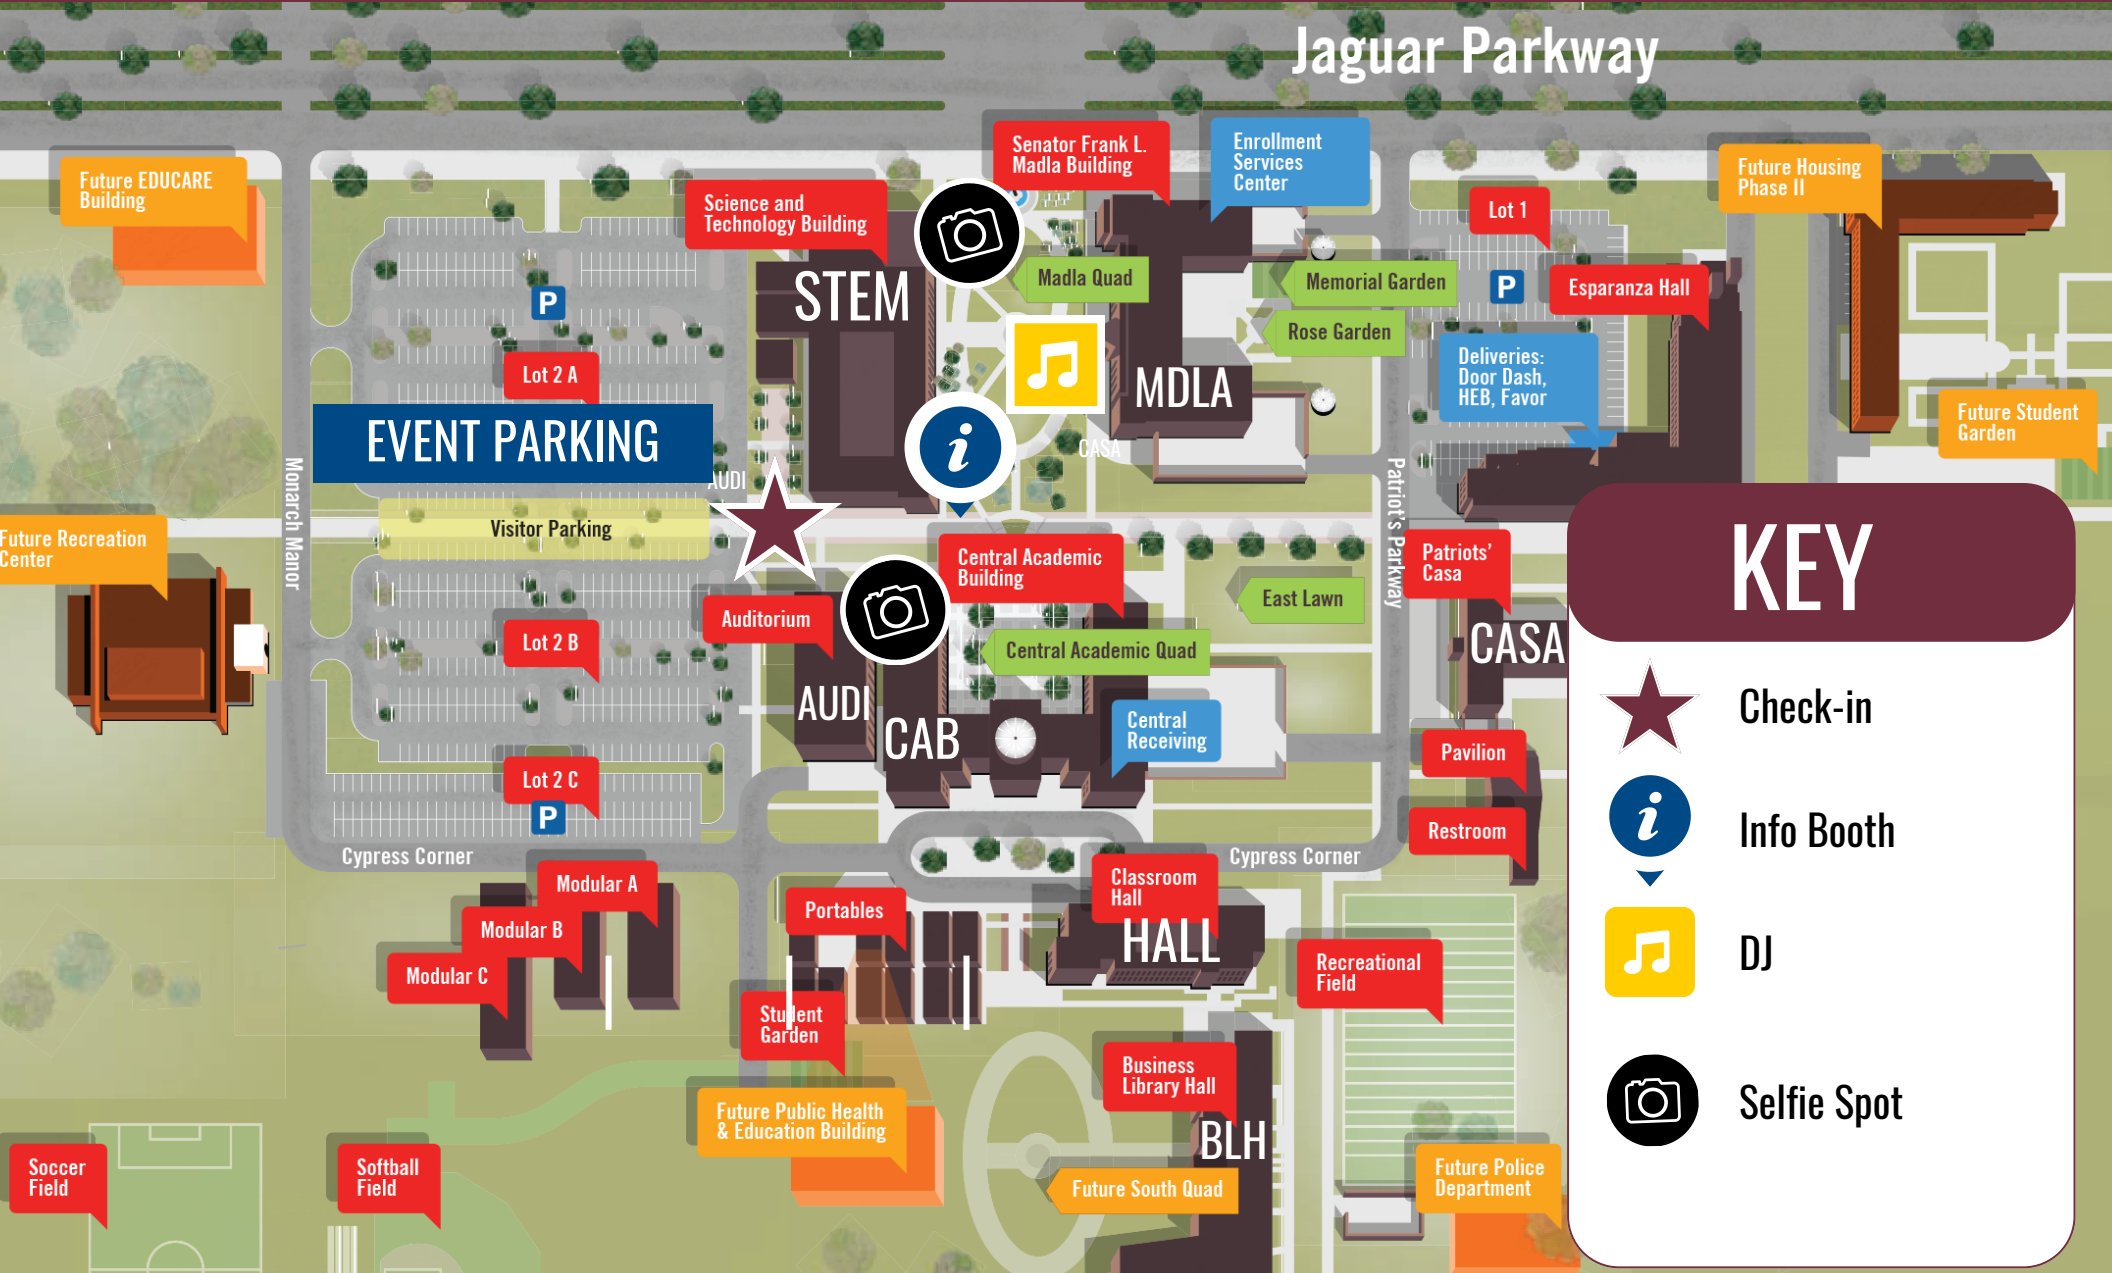 Jaguar Parkway
Future EDUCARE
Building
Science and
Technology Building
Senator Frank L.
Madla Building
Enrollment
Services
Center
Future Housing
Phase II
Lot 1
P
Esparanza Hall
STEM
Madla Quad
Memorial Garden
Rose Garden
P
Lot 2 A
MDLA
Deliveries:
Door Dash,
HEB, Favor
Future Student
Garden
EVENT PARKING
i
CASA
AUDI
Monarch Manor
Patriot's Parkway
Visitor Parking
Future Recreation
Center
Central Academic
Building
Patriots'
Casa
East Lawn
Auditorium
Lot 2 B
Central Academic Quad
CASA
AUDI
CAB
Central
Receiving
Pavilion
Lot 2 C
P
Restroom
Cypress Corner
Cypress Corner
Modular A
Modular B
Modular C
Portables
Classroom
Hall
HALL
Recreational
Field
Student
Garden
Business
Library Hall
BLH
Future Public Health
& Education Building
Future South Quad
Soccer
Field
Softball
Field
Future Police
Department
KEY
Check-in
i
Info Booth
DJ
Selfie Spot